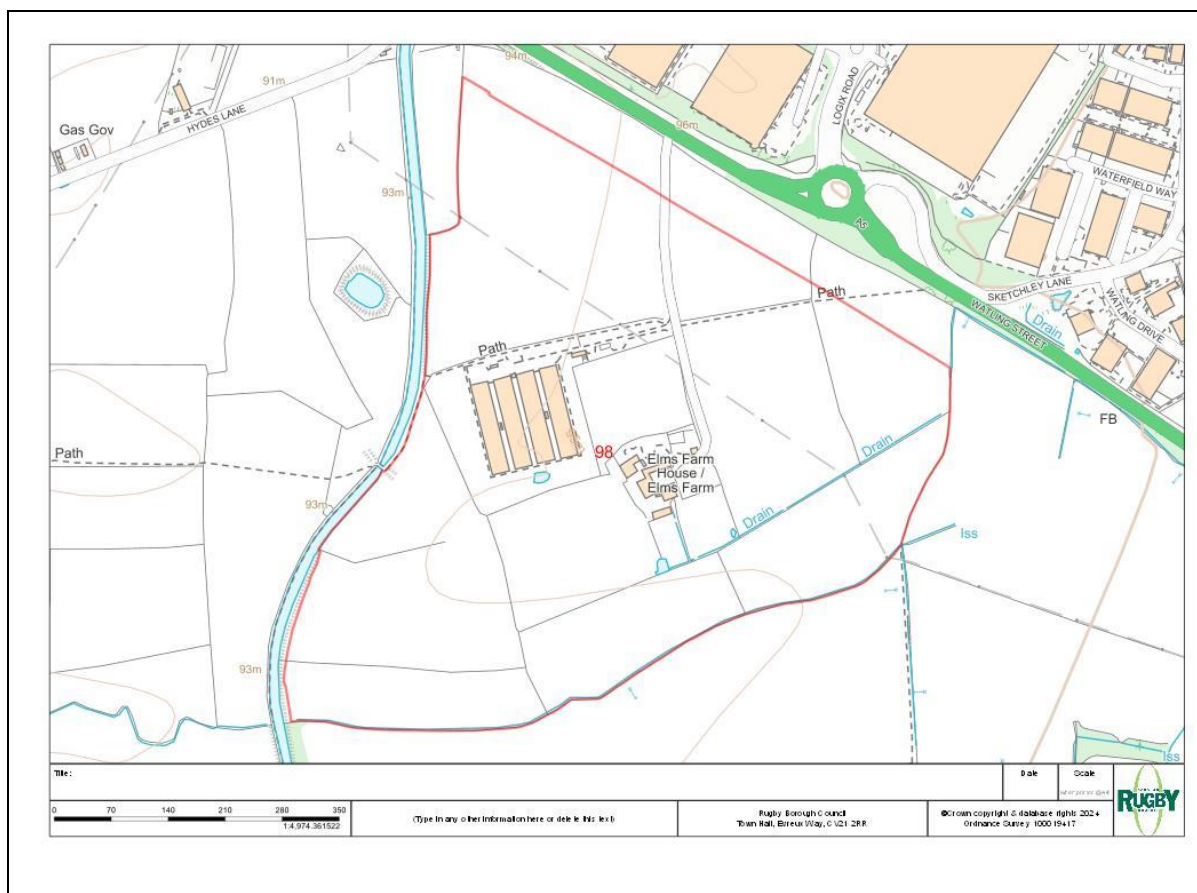 94m
91m
LOGIX ROAD
HYDES LANE
Gas Gov
96m
WATERFIELD WAY
93m
A5
SKETCHLEY LANE
Path
WATLING STREET
Drain
WATLING DRIVE
Path
FB
98
Path
Elms Farm
House /
Elms Farm
Drain
93m
Drain
Iss
93m
Iss
Title:
Date
Scale
RUGBY
0 70 140 210 280 350
1:4,974.361522
(Type in any other information here or delete this text)
Rugby Borough Council
Town Hall, Evreux Way, CV21 2RR
©Crown copyright & database rights 2024
Ordnance Survey 100019417